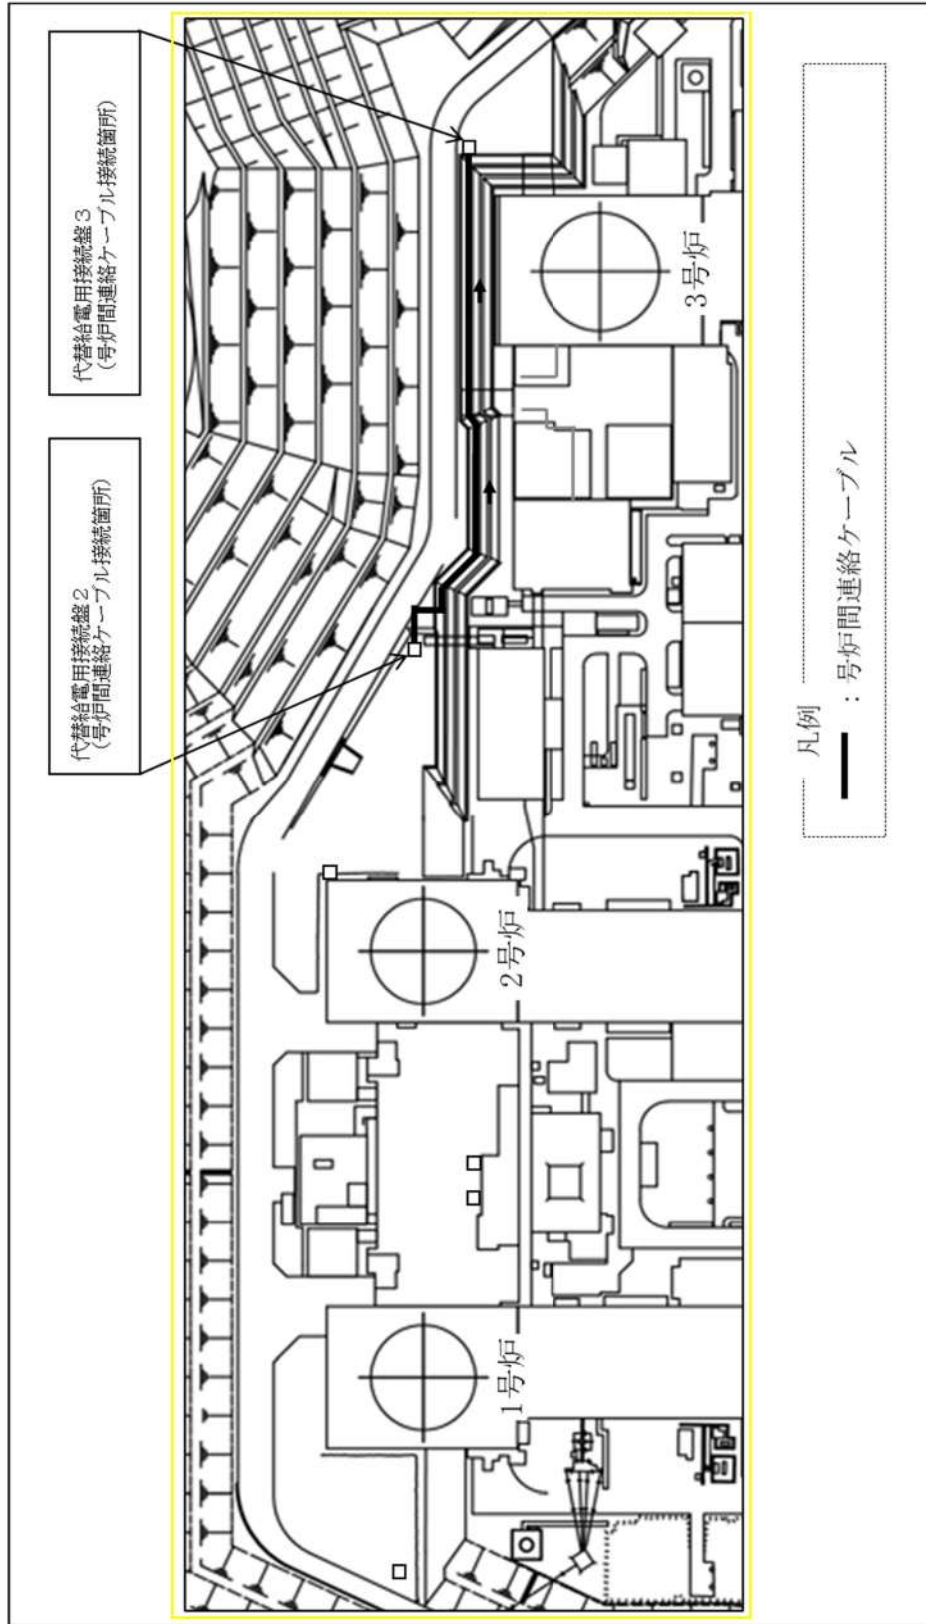 代替給電用接続盤2
(号炉間連絡ケーブル接続箇所)
代替給電用接続盤3
(号炉間連絡ケーブル接続箇所)
1号炉
2号炉
3号炉
凡例
：号炉間連絡ケーブル